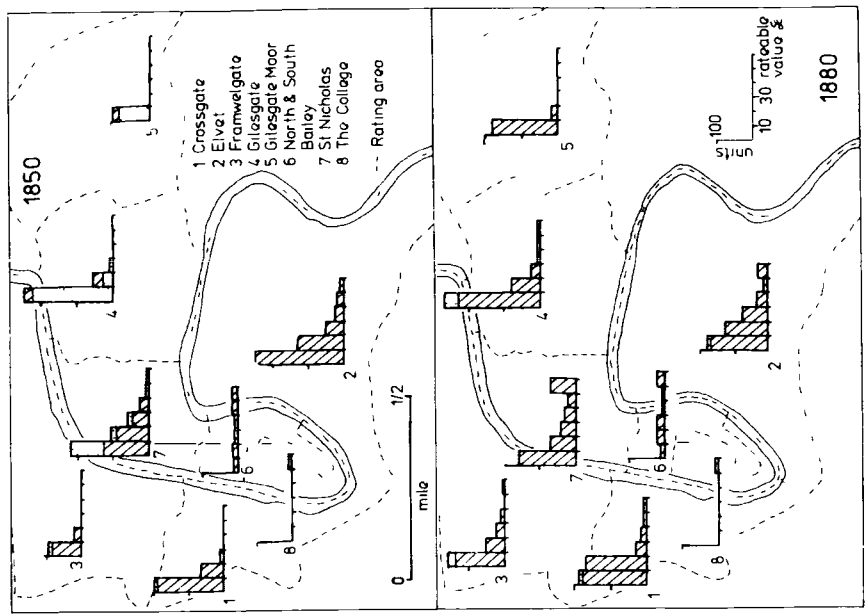 1850
1 Crossgate
2 Elvet
3 Framwelgate
4 Gilesgate
5 Gilesgate Moor
6 North & South
Bailey
7 St Nicholas
8 The College
--- Rating area
5
4
7
3
2
6
8
1
0 mile 1/2
1880
100
units
10 30 rateable
value £
5
4
7
3
2
6
8
1